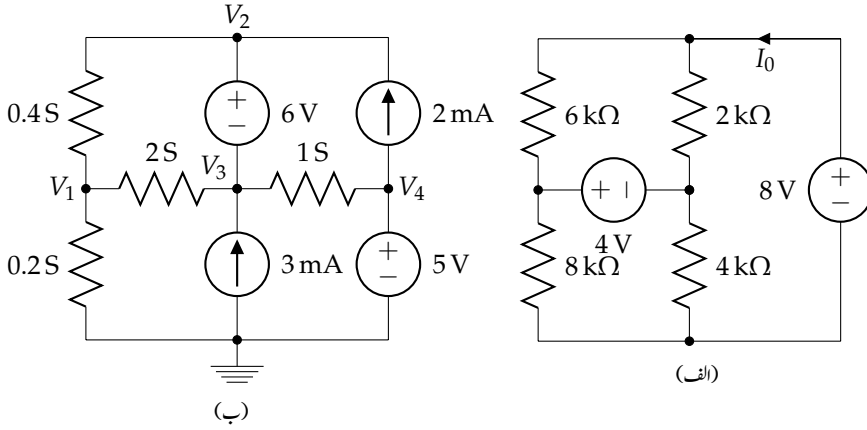 V₂
I₀
0.4 S
6 V
2 mA
6 kΩ
2 kΩ
2 S
V₃
1 S
V₁
V₄
8 V
4 V
0.2 S
3 mA
5 V
8 kΩ
4 kΩ
(الف)
(ب)